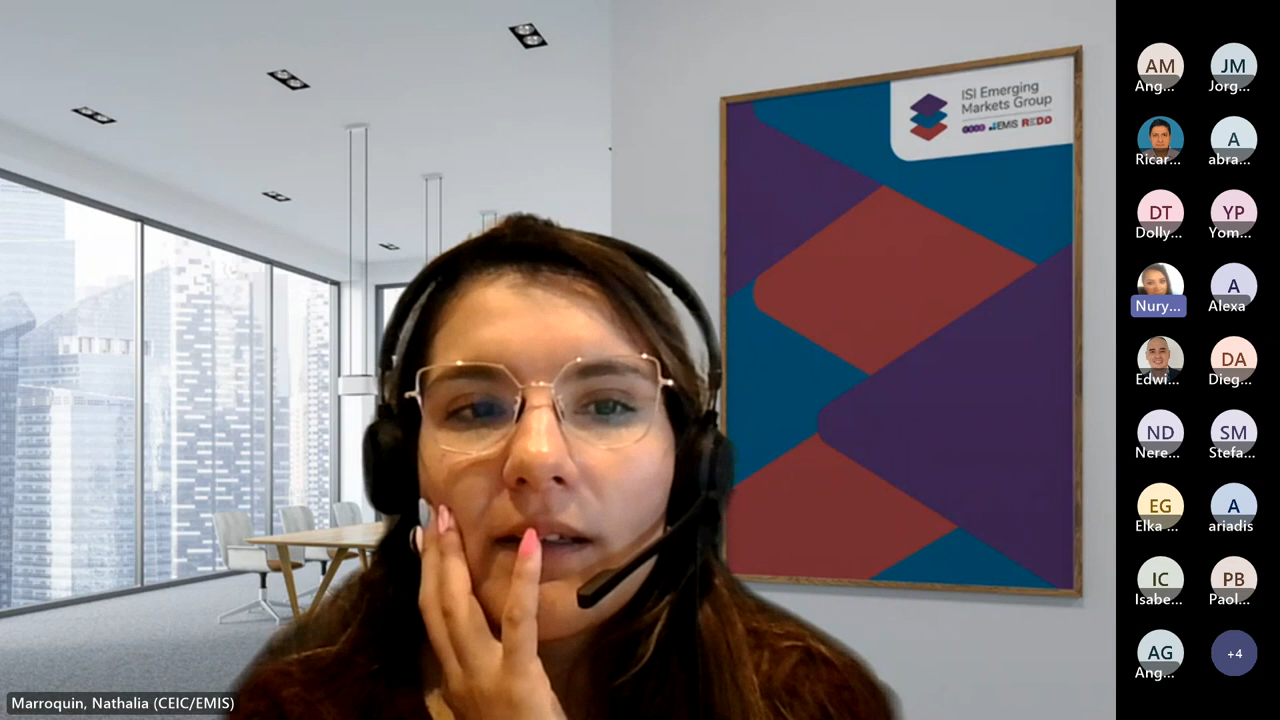 ISI Emerging
Markets Group
CEIC EMIS REDD
AM
Ang...
JM
Jorg...
Ricar...
A
abra...
DT
Dolly...
YP
Yom...
Nury...
A
Alexa
Edwi...
DA
Dieg...
ND
Nere...
SM
Stefa...
EG
Elka ...
A
ariadis
IC
Isabe...
PB
Paol...
AG
Ang...
+4
Marroquin, Nathalia (CEIC/EMIS)